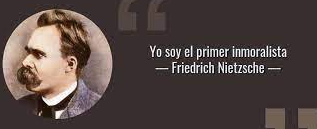 Yo soy el primer inmoralista
— Friedrich Nietzsche —